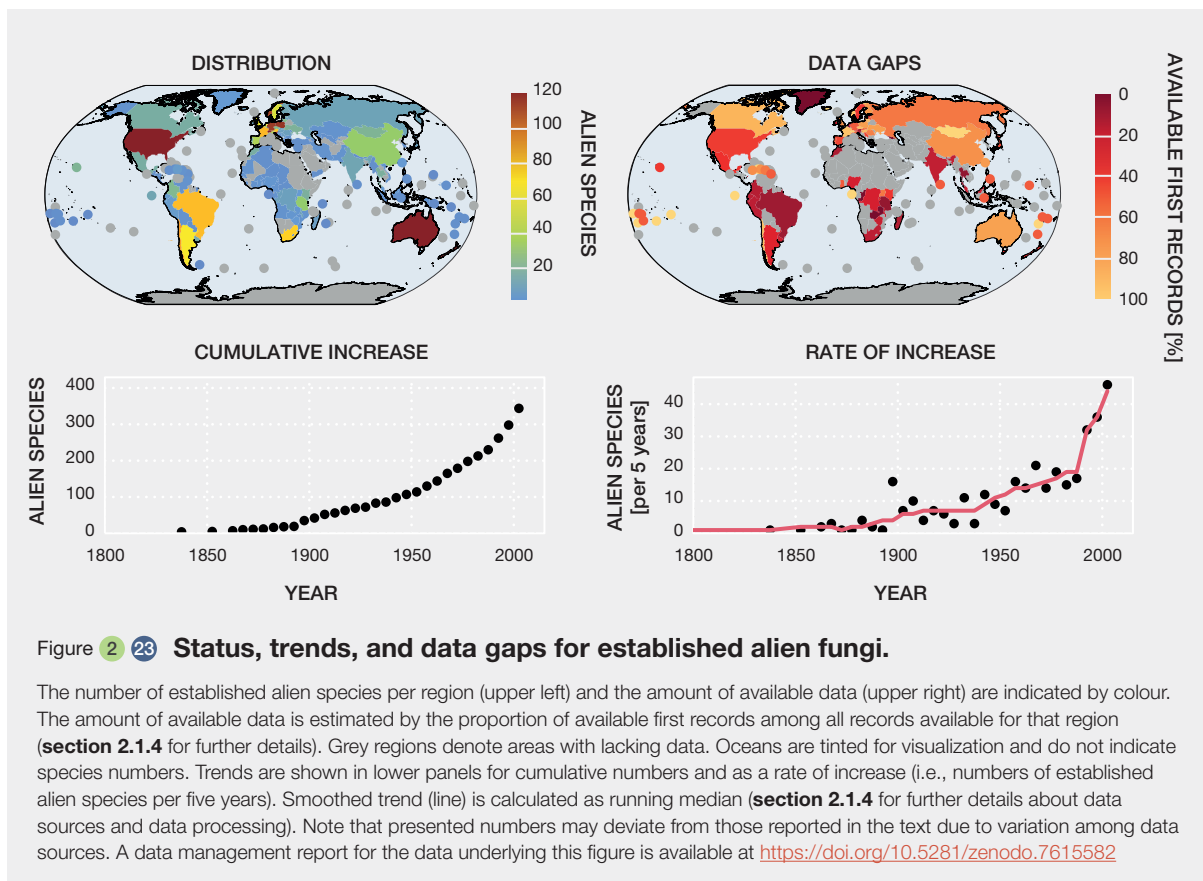 DISTRIBUTION
120
100
80
60
40
20
ALIEN SPECIES
DATA GAPS
0
20
40
60
80
100
AVAILABLE FIRST RECORDS [%]
CUMULATIVE INCREASE
ALIEN SPECIES
400
300
200
100
0
1800
1850
1900
1950
2000
YEAR
RATE OF INCREASE
ALIEN SPECIES
[per 5 years]
40
30
20
10
0
1800
1850
1900
1950
2000
YEAR
Figure 2 23 Status, trends, and data gaps for established alien fungi.
The number of established alien species per region (upper left) and the amount of available data (upper right) are indicated by colour.
The amount of available data is estimated by the proportion of available first records among all records available for that region
(section 2.1.4 for further details). Grey regions denote areas with lacking data. Oceans are tinted for visualization and do not indicate
species numbers. Trends are shown in lower panels for cumulative numbers and as a rate of increase (i.e., numbers of established
alien species per five years). Smoothed trend (line) is calculated as running median (section 2.1.4 for further details about data
sources and data processing). Note that presented numbers may deviate from those reported in the text due to variation among data
sources. A data management report for the data underlying this figure is available at https://doi.org/10.5281/zenodo.7615582